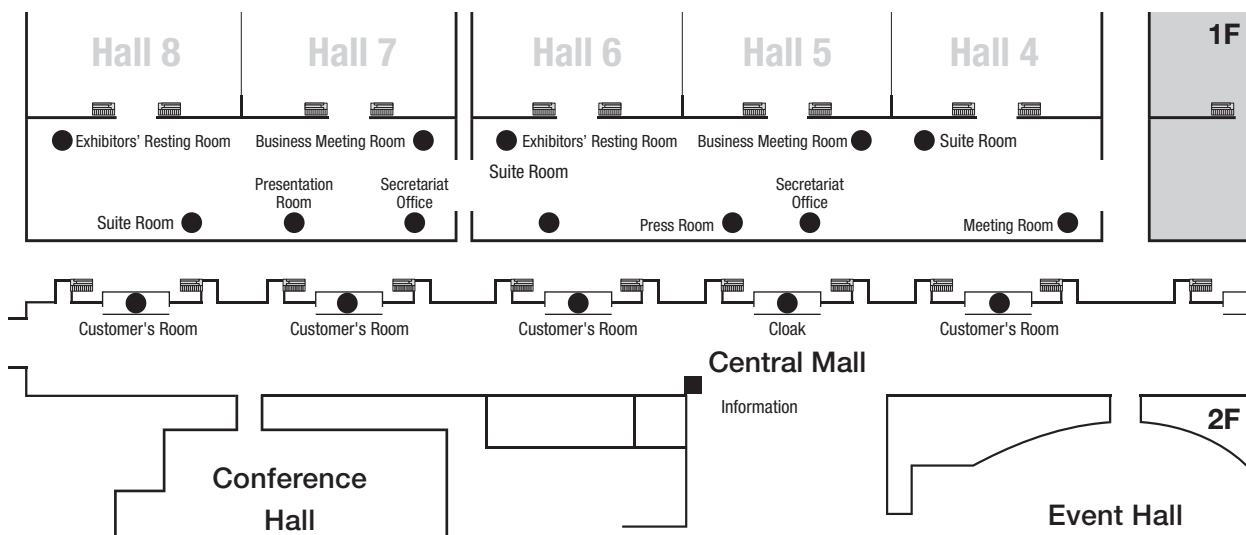 Hall 8
Hall 7
Hall 6
Hall 5
Hall 4
1F
Exhibitors' Resting Room
Business Meeting Room
Exhibitors' Resting Room
Business Meeting Room
Suite Room
Suite Room
Presentation
Room
Secretariat
Office
Secretariat
Office
Suite Room
Press Room
Meeting Room
Customer's Room
Customer's Room
Customer's Room
Cloak
Customer's Room
Central Mall
Information
2F
Conference
Hall
Event Hall